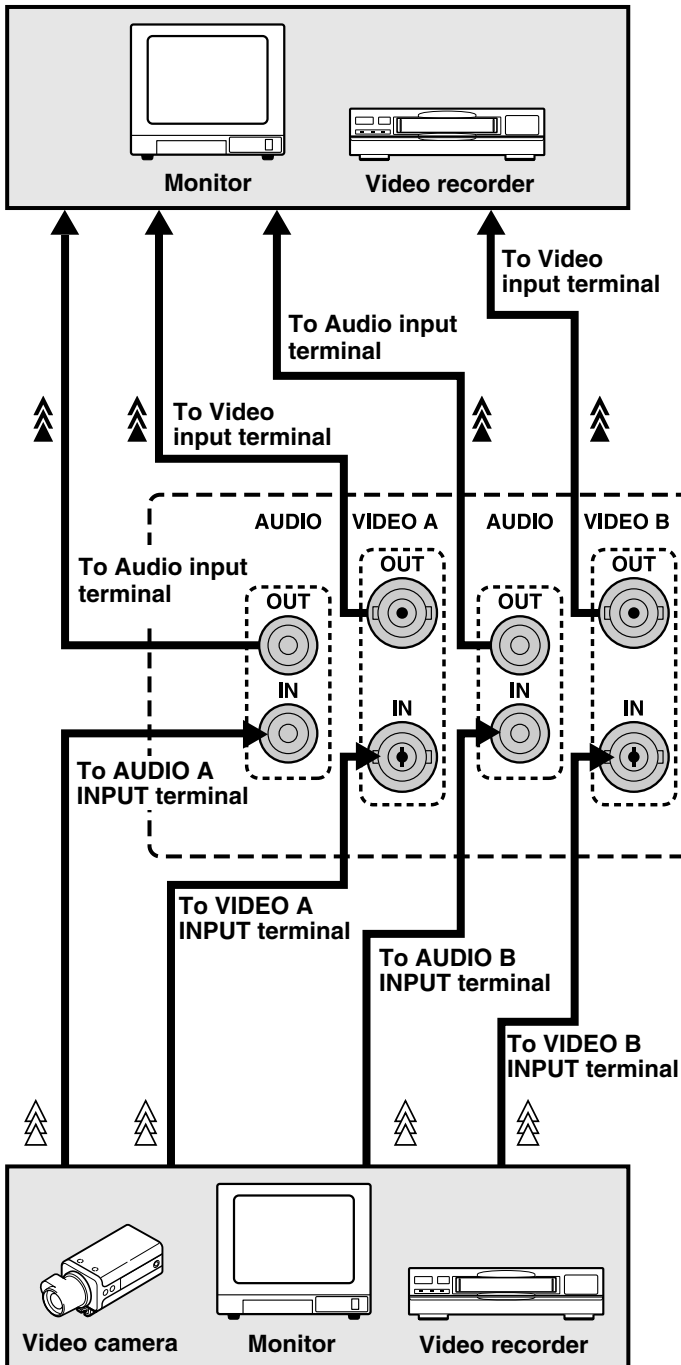 Monitor
Video recorder
To Video
input terminal
To Audio input
terminal
To Video
input terminal
AUDIO
VIDEO A
AUDIO
VIDEO B
To Audio input
terminal
OUT
OUT
OUT
OUT
IN
IN
IN
IN
To AUDIO A
INPUT terminal
To VIDEO A
INPUT terminal
To AUDIO B
INPUT terminal
To VIDEO B
INPUT terminal
Video camera
Monitor
Video recorder